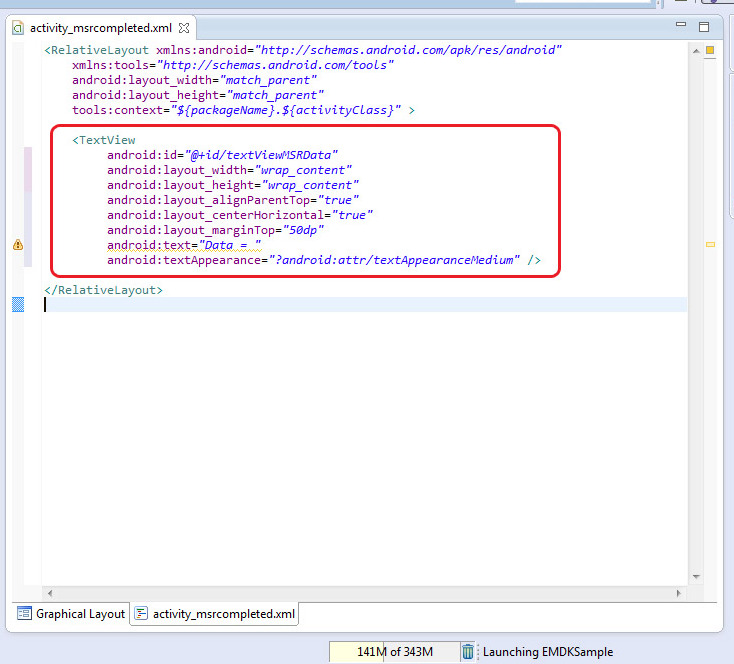 activity_msrcompleted.xml
<RelativeLayout xmlns:android="http://schemas.android.com/apk/res/android"
    xmlns:tools="http://schemas.android.com/tools"
    android:layout_width="match_parent"
    android:layout_height="match_parent"
    tools:context="${packageName}.${activityClass}" >
    <TextView
         android:id="@+id/textViewMSRData"
         android:layout_width="wrap_content"
         android:layout_height="wrap_content"
         android:layout_alignParentTop="true"
         android:layout_centerHorizontal="true"
         android:layout_marginTop="50dp"
         android:text="Data = "
         android:textAppearance="?android:attr/textAppearanceMedium" />
</RelativeLayout>
Graphical Layout activity_msrcompleted.xml
141M of 343M Launching EMDKSample